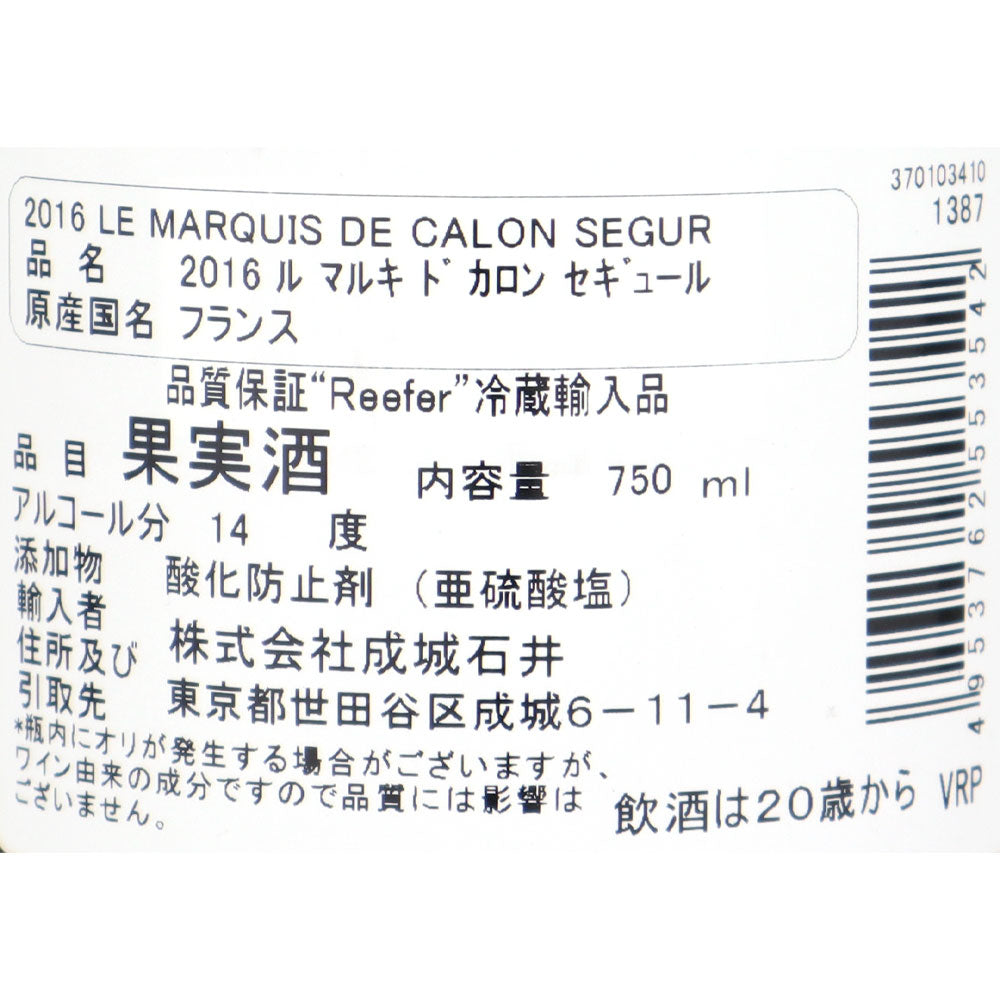 370103410
1387
2016 LE MARQUIS DE CALON SEGUR
品名 2016 ル マルキ ド カロン セギュール
原産国名 フランス
品質保証“Reefer”冷蔵輸入品
品目 果実酒 内容量 750 ml
アルコール分 14 度
添加物 酸化防止剤 (亜硫酸塩)
輸入者 株式会社成城石井
住所及び
引取先 東京都世田谷区成城6-11-4
*瓶内にオリが発生する場合がございますが、
ワイン由来の成分ですので品質には影響は
ございません。
飲酒は20歳から VRP
4953762553542